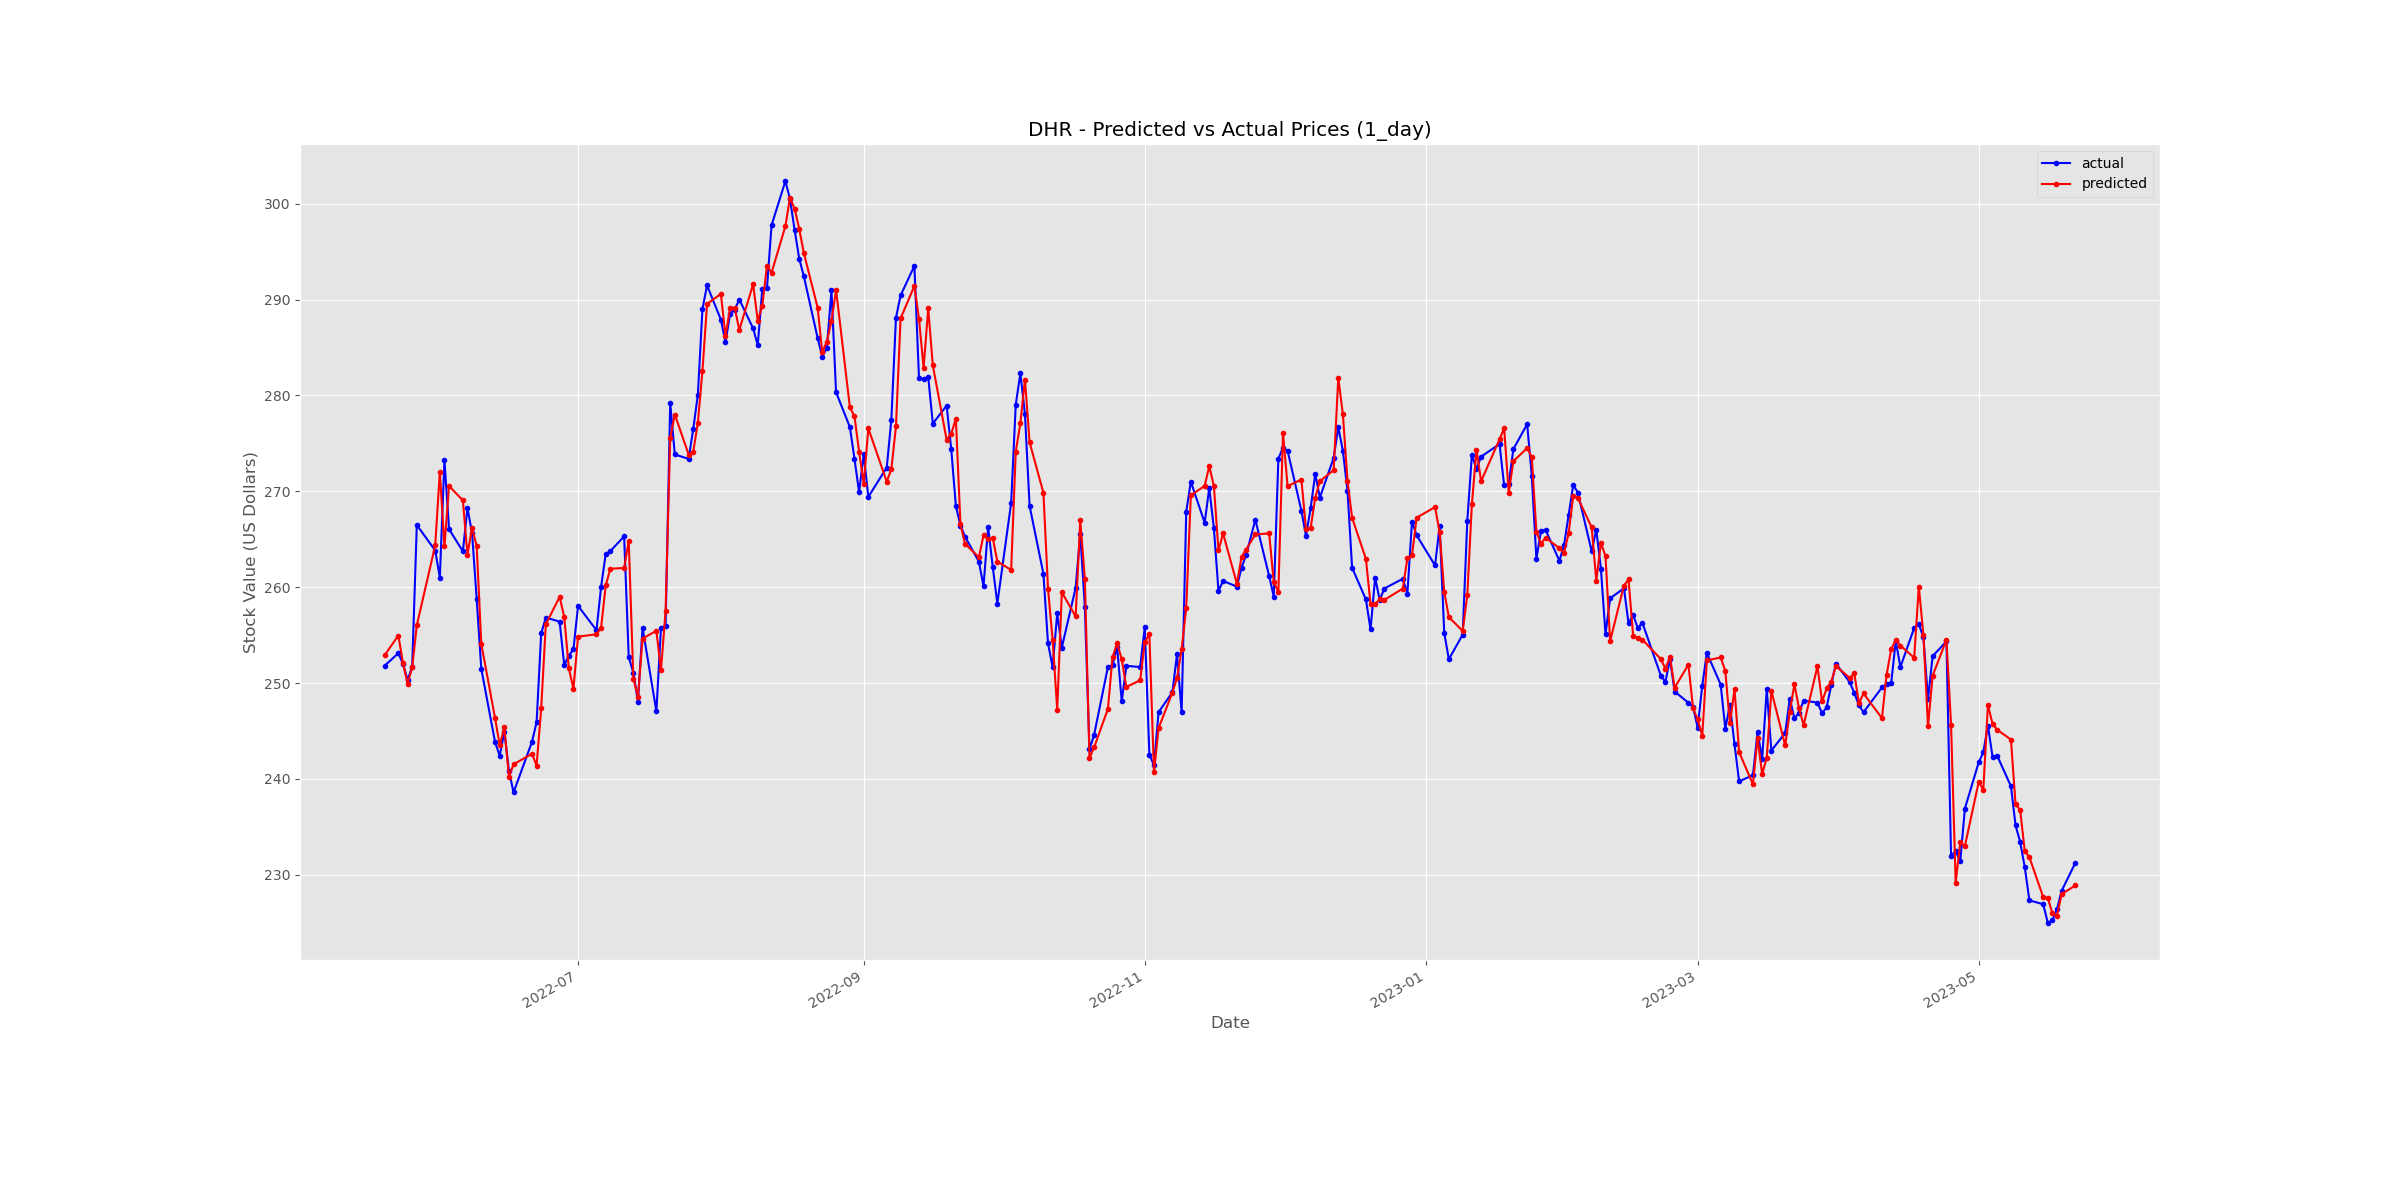 DHR - Predicted vs Actual Prices (1_day)
actual
predicted
300
290
280
270
260
250
240
230
Stock Value (US Dollars)
2022-07
2022-09
2022-11
2023-01
2023-03
2023-05
Date